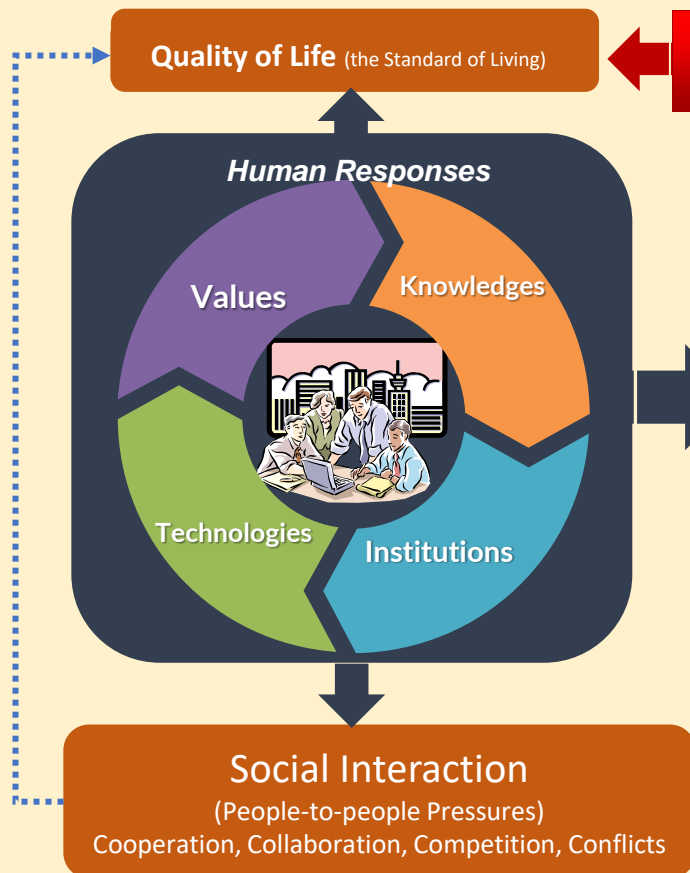 Quality of Life (the Standard of Living)
Human Responses
Values
Knowledges
Technologies
Institutions
Social Interaction
(People-to-people Pressures)
Cooperation, Collaboration, Competition, Conflicts